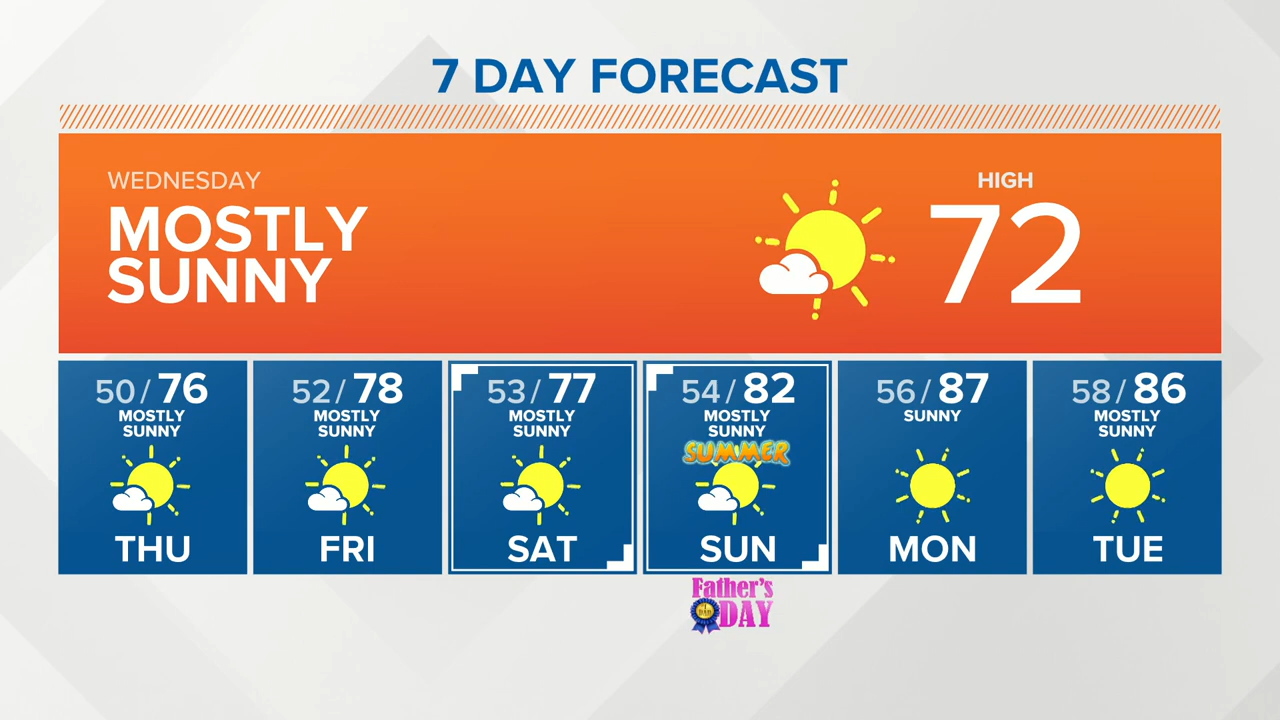 7 DAY FORECAST
WEDNESDAY
MOSTLY
SUNNY
HIGH
72
50/76
MOSTLY
SUNNY
THU
52/78
MOSTLY
SUNNY
FRI
53/77
MOSTLY
SUNNY
SAT
54/82
MOSTLY
SUNNY
SUMMER
SUN
Father's
DAY
56/87
SUNNY
MON
58/86
MOSTLY
SUNNY
TUE